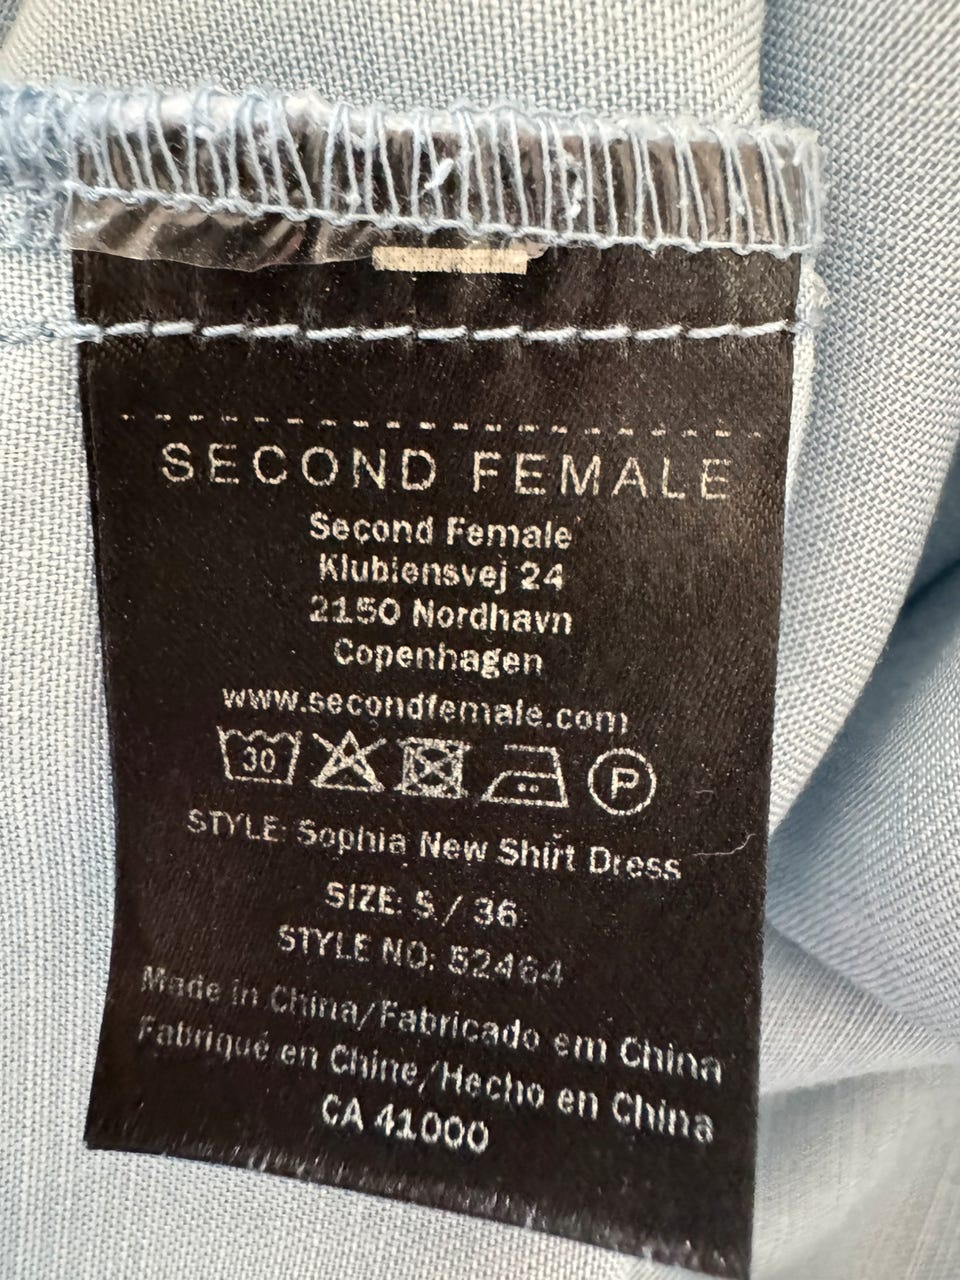 SECOND FEMALE
Second Female
Klubiensvej 24
2150 Nordhavn
Copenhagen
www.secondfemale.com
30 P
STYLE: Sophia New Shirt Dress
SIZE: S / 36
STYLE NO: 52464
Made in China/Fabricado em China
Fabriqué en Chine/Hecho en China
CA 41000